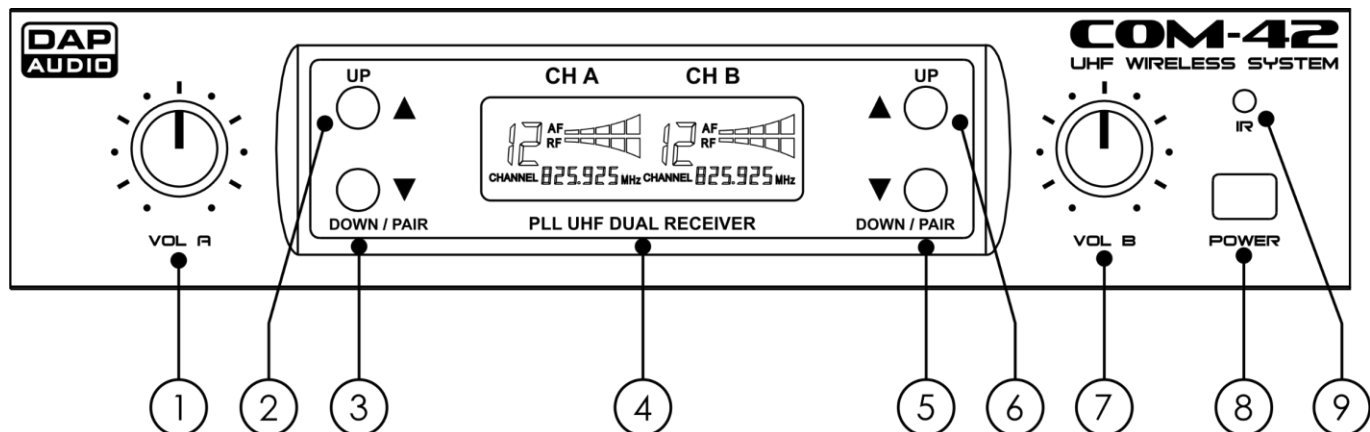 DAP
AUDIO
COM-42
UHF WIRELESS SYSTEM
UP
CH A
CH B
UP
IR
12 AF
RF
12 AF
RF
CHANNEL 825.925 MHz CHANNEL 825.925 MHz
DOWN / PAIR
PLL UHF DUAL RECEIVER
DOWN / PAIR
VOL A
VOL B
POWER
1
2
3
4
5
6
7
8
9